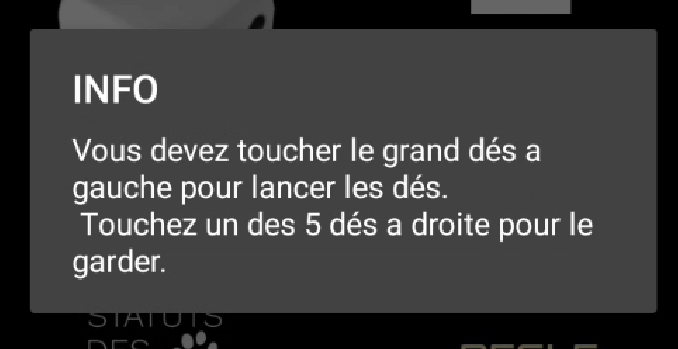 INFO
Vous devez toucher le grand dés a
gauche pour lancer les dés.
Touchez un des 5 dés a droite pour le
garder.
STATUTS
DES
REGLE